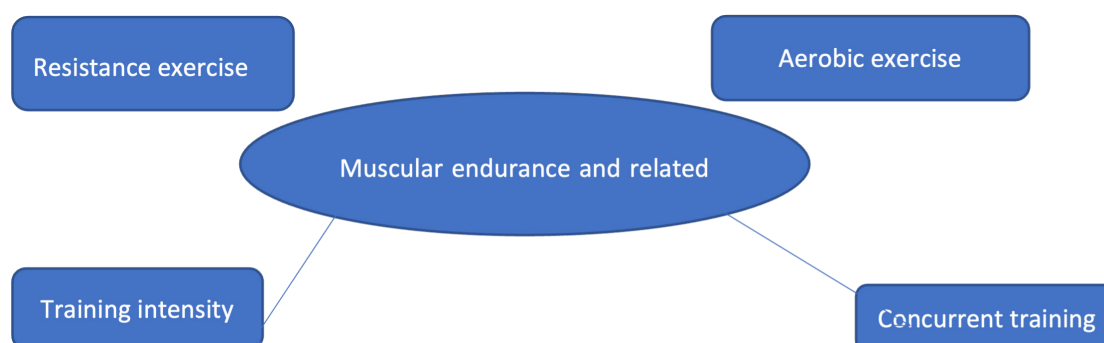 Resistance exercise
Aerobic exercise
Muscular endurance and related
Training intensity
Concurrent training